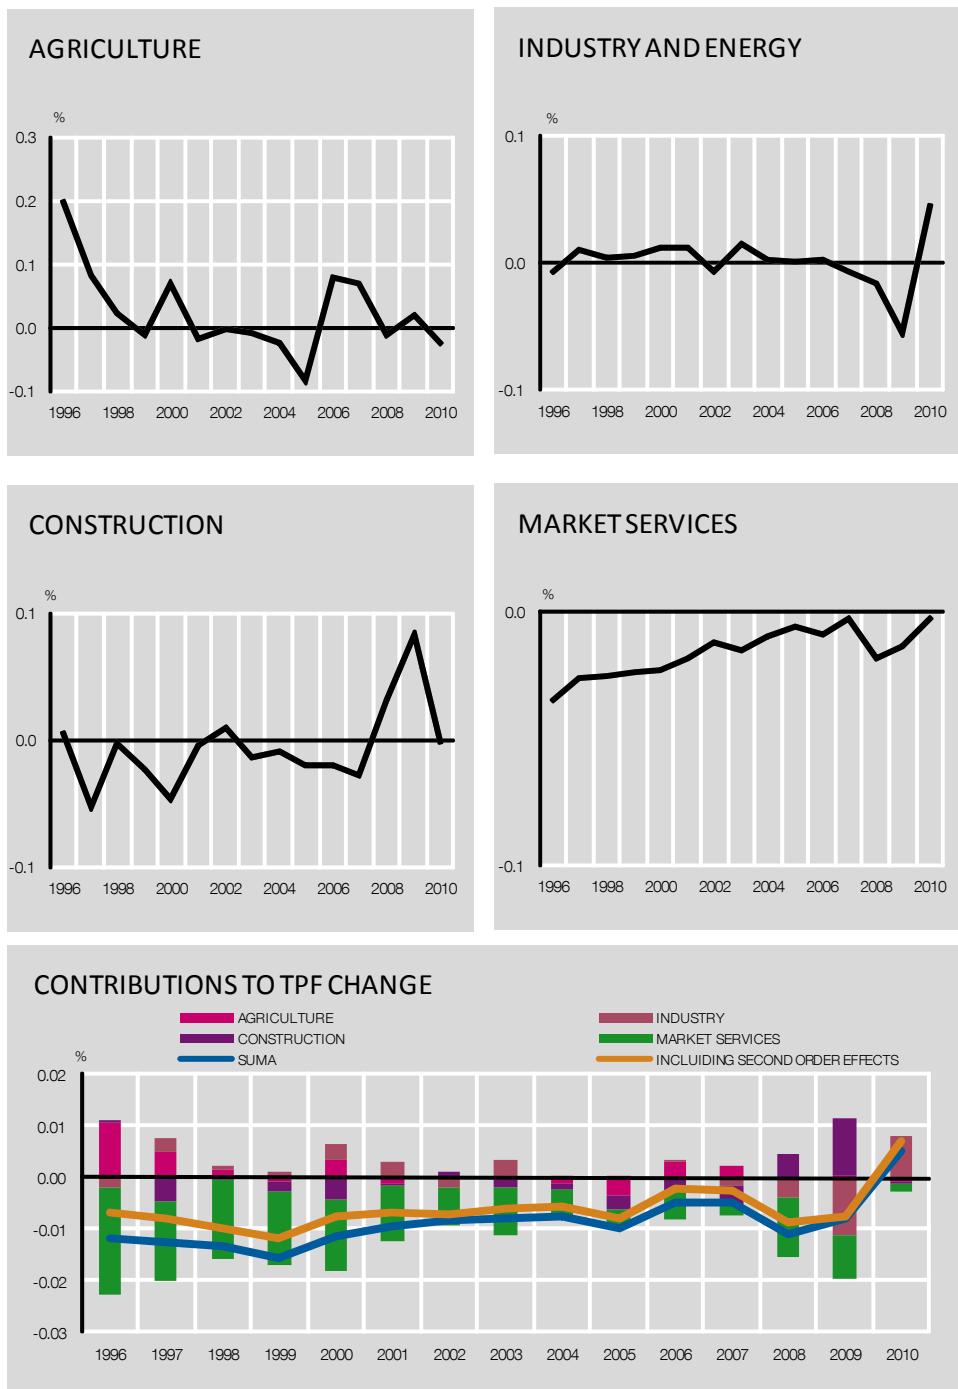 AGRICULTURE
%
0.3
0.2
0.1
0.0
-0.1
1996 1998 2000 2002 2004 2006 2008 2010
INDUSTRY AND ENERGY
%
0.1
0.0
-0.1
1996 1998 2000 2002 2004 2006 2008 2010
CONSTRUCTION
%
0.1
0.0
-0.1
1996 1998 2000 2002 2004 2006 2008 2010
MARKET SERVICES
%
0.0
-0.1
1996 1998 2000 2002 2004 2006 2008 2010
CONTRIBUTIONS TO TPF CHANGE
AGRICULTURE INDUSTRY
CONSTRUCTION MARKET SERVICES
SUMA INCLUIDING SECOND ORDER EFFECTS
%
0.02
0.01
0.00
-0.01
-0.02
-0.03
1996 1997 1998 1999 2000 2001 2002 2003 2004 2005 2006 2007 2008 2009 2010